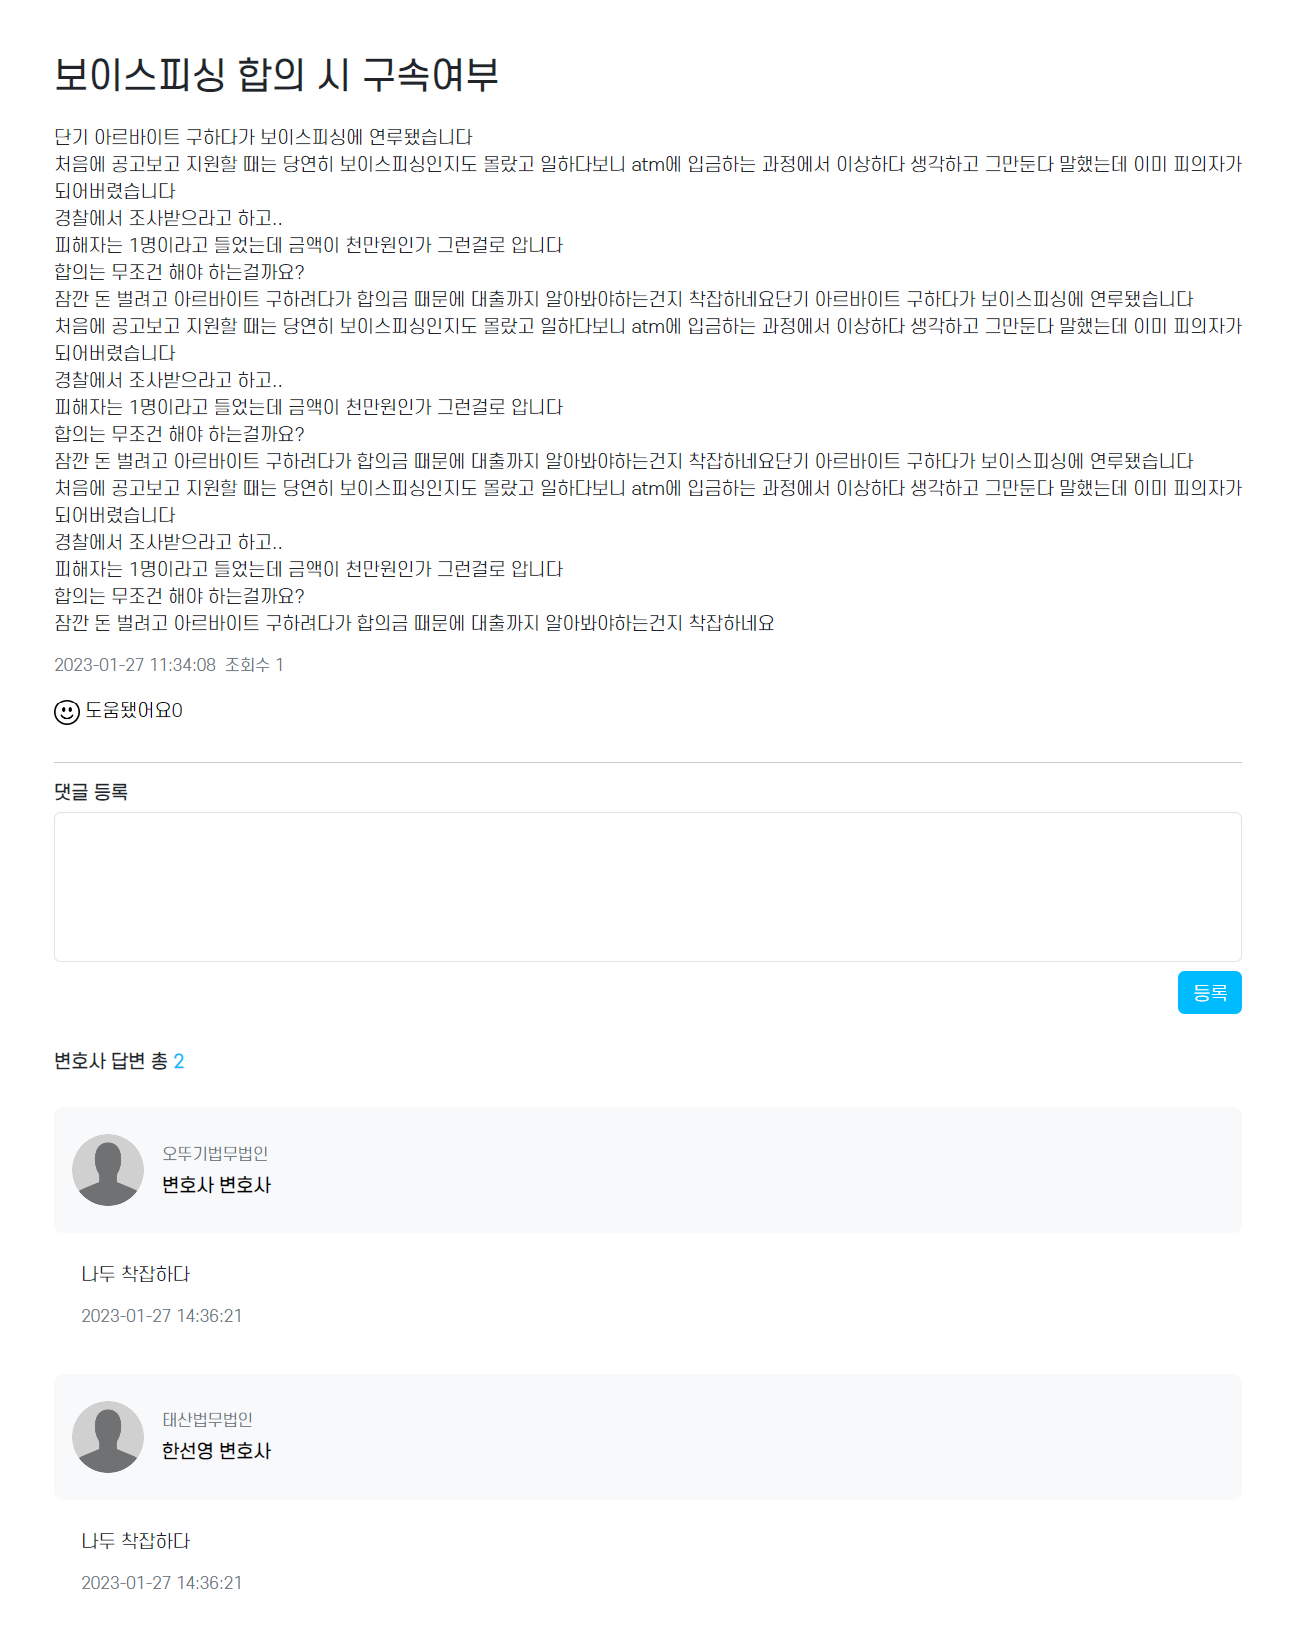 보이스피싱 합의 시 구속여부
단기 아르바이트 구하다가 보이스피싱에 연루됐습니다
처음에 공고보고 지원할 때는 당연히 보이스피싱인지도 몰랐고 일하다보니 atm에 입금하는 과정에서 이상하다 생각하고 그만둔다 말했는데 이미 피의자가
되어버렸습니다
경찰에서 조사받으라고 하고..
피해자는 1명이라고 들었는데 금액이 천만원인가 그런걸로 압니다
합의는 무조건 해야 하는걸까요?
잠깐 돈 벌려고 아르바이트 구하려다가 합의금 때문에 대출까지 알아봐야하는건지 착잡하네요단기 아르바이트 구하다가 보이스피싱에 연루됐습니다
처음에 공고보고 지원할 때는 당연히 보이스피싱인지도 몰랐고 일하다보니 atm에 입금하는 과정에서 이상하다 생각하고 그만둔다 말했는데 이미 피의자가
되어버렸습니다
경찰에서 조사받으라고 하고..
피해자는 1명이라고 들었는데 금액이 천만원인가 그런걸로 압니다
합의는 무조건 해야 하는걸까요?
잠깐 돈 벌려고 아르바이트 구하려다가 합의금 때문에 대출까지 알아봐야하는건지 착잡하네요단기 아르바이트 구하다가 보이스피싱에 연루됐습니다
처음에 공고보고 지원할 때는 당연히 보이스피싱인지도 몰랐고 일하다보니 atm에 입금하는 과정에서 이상하다 생각하고 그만둔다 말했는데 이미 피의자가
되어버렸습니다
경찰에서 조사받으라고 하고..
피해자는 1명이라고 들었는데 금액이 천만원인가 그런걸로 압니다
합의는 무조건 해야 하는걸까요?
잠깐 돈 벌려고 아르바이트 구하려다가 합의금 때문에 대출까지 알아봐야하는건지 착잡하네요
2023-01-27 11:34:08 조회수 1
도움됐어요0
댓글 등록
등록
변호사 답변 총 2
오뚜기법무법인
변호사 변호사
나두 착잡하다
2023-01-27 14:36:21
태산법무법인
한선영 변호사
나두 착잡하다
2023-01-27 14:36:21